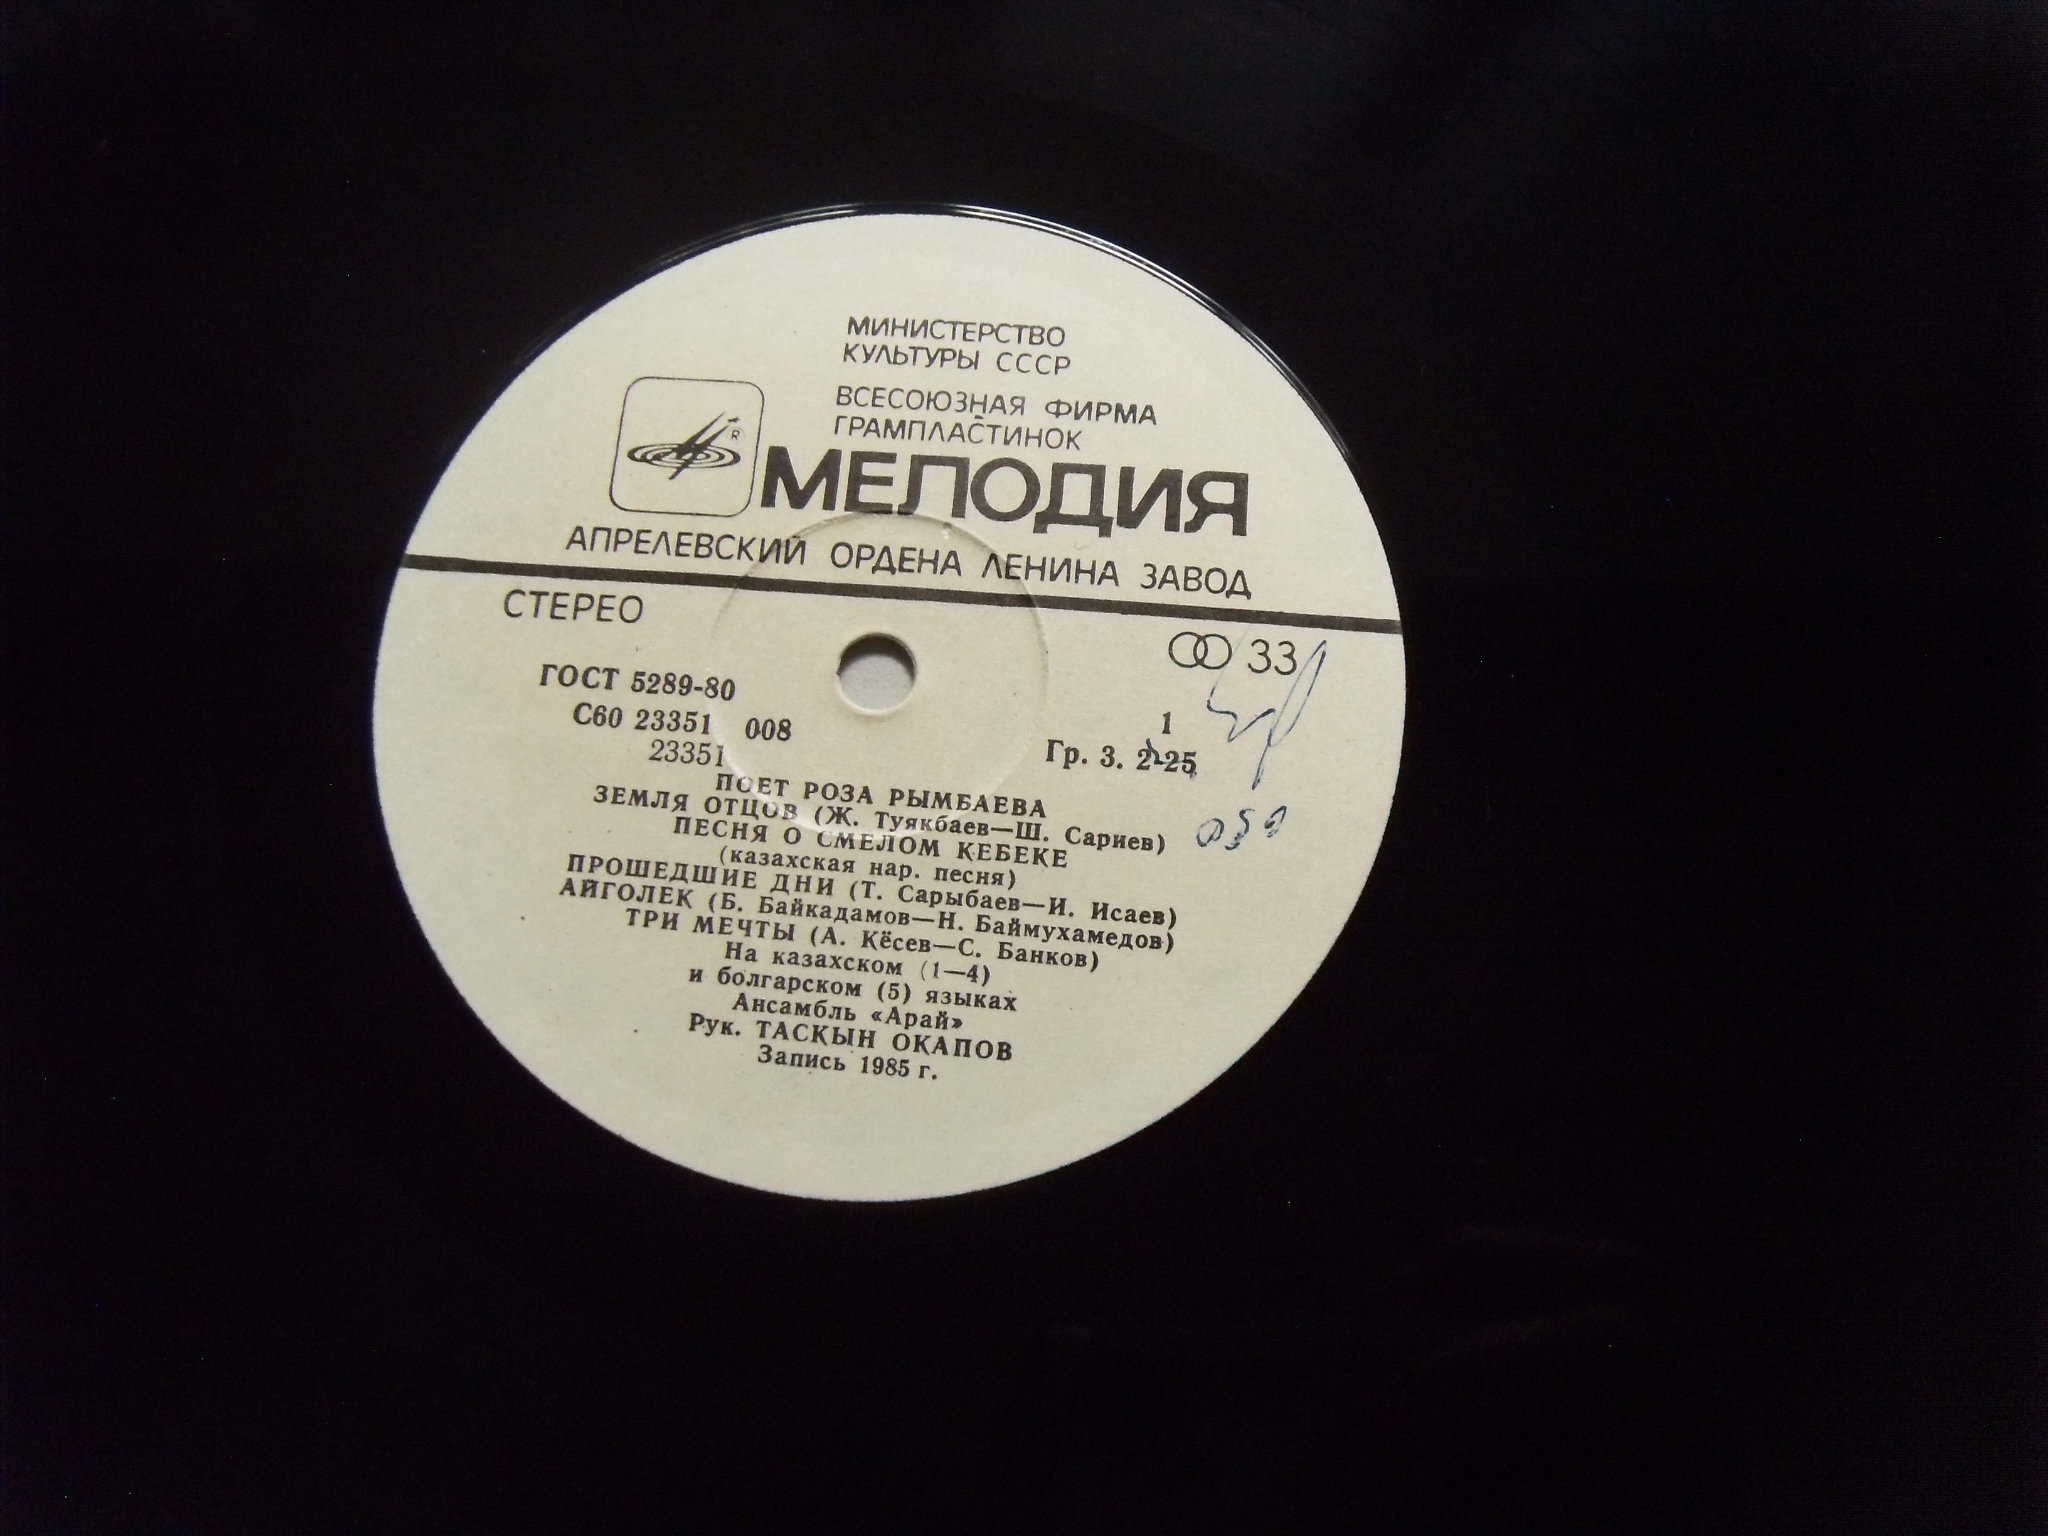 МИНИСТЕРСТВО
КУЛЬТУРЫ СССР
ВСЕСОЮЗНАЯ ФИРМА
ГРАМПЛАСТИНОК
R
МЕЛОДИЯ
АПРЕЛЕВСКИЙ ОРДЕНА ЛЕНИНА ЗАВОД
СТЕРЕО
33
ГОСТ 5289-80
С60 23351 008
1
23351
Гр. 3. 2-25
ПОЕТ РОЗА РЫМБАЕВА
ЗЕМЛЯ ОТЦОВ (Ж. Туякбаев—Ш. Сариев)
ПЕСНЯ О СМЕЛОМ КЕБЕКЕ
(казахская нар. песня)
ПРОШЕДШИЕ ДНИ (Т. Сарыбаев—И. Исаев)
АЙГОЛЕК (Б. Байкадамов—Н. Баймухамедов)
ТРИ МЕЧТЫ (А. Кёсев—С. Банков)
На казахском (1—4)
и болгарском (5) языках
Ансамбль «Арай»
Рук. ТАСҚЫН ОҚАПОВ
Запись 1985 г.